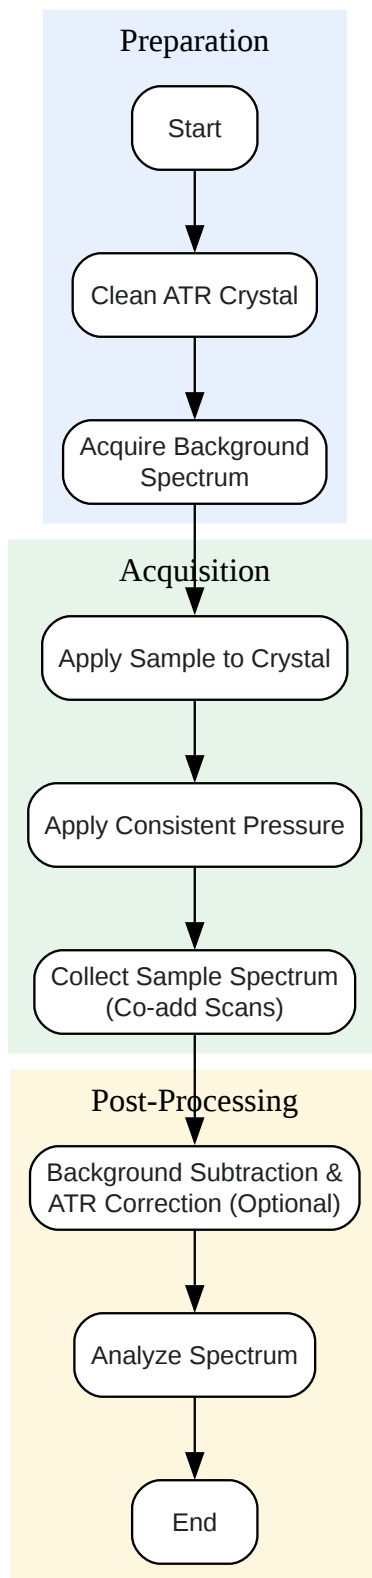 Preparation
Start
Clean ATR Crystal
Acquire Background
Spectrum
Acquisition
Apply Sample to Crystal
Apply Consistent Pressure
Collect Sample Spectrum
(Co-add Scans)
Post-Processing
Background Subtraction &
ATR Correction (Optional)
Analyze Spectrum
End